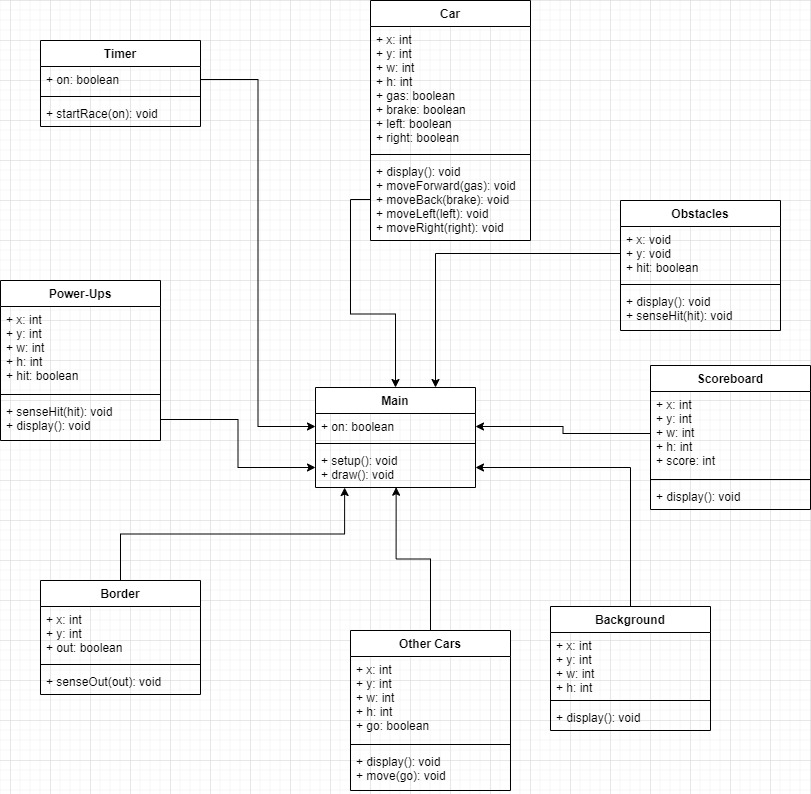 Car
+ x: int
+ y: int
+ w: int
+ h: int
+ gas: boolean
+ brake: boolean
+ left: boolean
+ right: boolean
+ display(): void
+ moveForward(gas): void
+ moveBack(brake): void
+ moveLeft(left): void
+ moveRight(right): void
Timer
+ on: boolean
+ startRace(on): void
Obstacles
+ x: void
+ y: void
+ hit: boolean
+ display(): void
+ senseHit(hit): void
Power-Ups
+ x: int
+ y: int
+ w: int
+ h: int
+ hit: boolean
+ senseHit(hit): void
+ display(): void
Main
+ on: boolean
+ setup(): void
+ draw(): void
Scoreboard
+ x: int
+ y: int
+ w: int
+ h: int
+ score: int
+ display(): void
Border
+ x: int
+ y: int
+ out: boolean
+ senseOut(out): void
Other Cars
+ x: int
+ y: int
+ w: int
+ h: int
+ go: boolean
+ display(): void
+ move(go): void
Background
+ x: int
+ y: int
+ w: int
+ h: int
+ display(): void